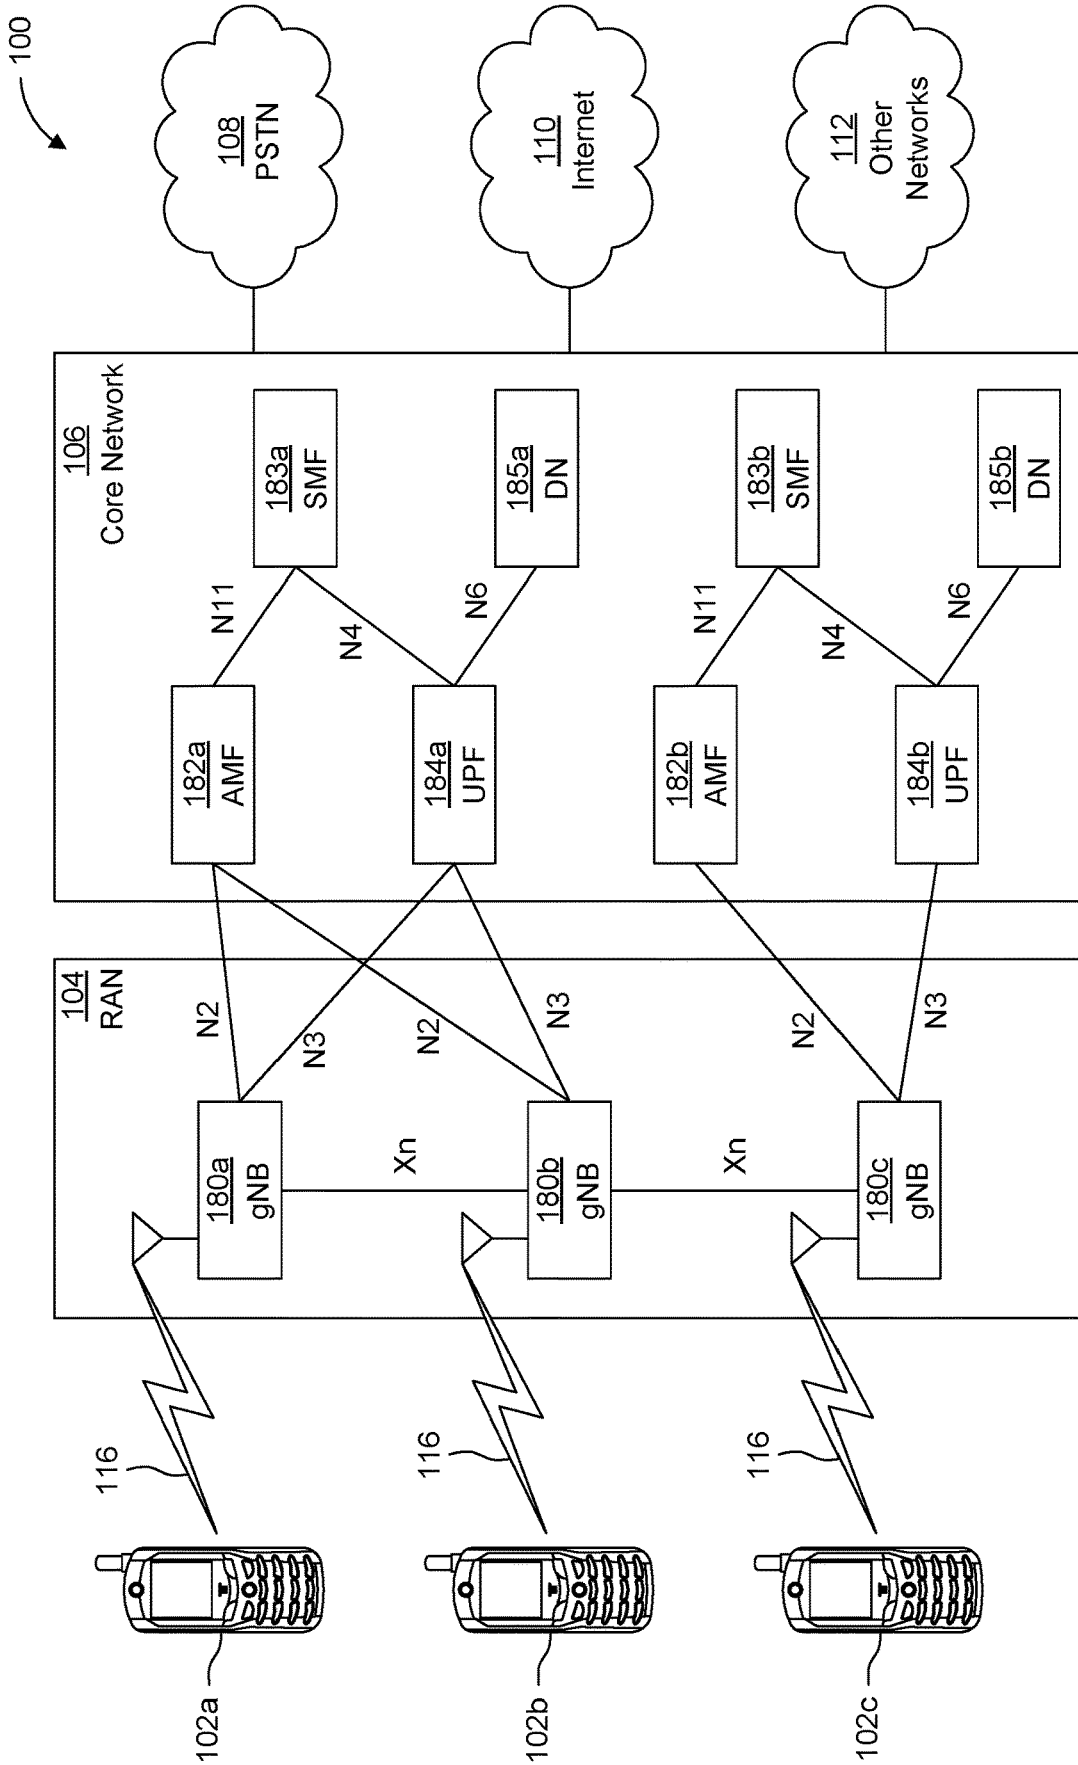 100
102a
102b
102c
116
116
116
104
RAN
180a
gNB
180b
gNB
180c
gNB
Xn
Xn
N2
N3
N2
N3
N2
N3
106
Core Network
182a
AMF
184a
UPF
182b
AMF
184b
UPF
N11
N4
N6
N11
N4
N6
183a
SMF
185a
DN
183b
SMF
185b
DN
108
PSTN
110
Internet
112
Other
Networks